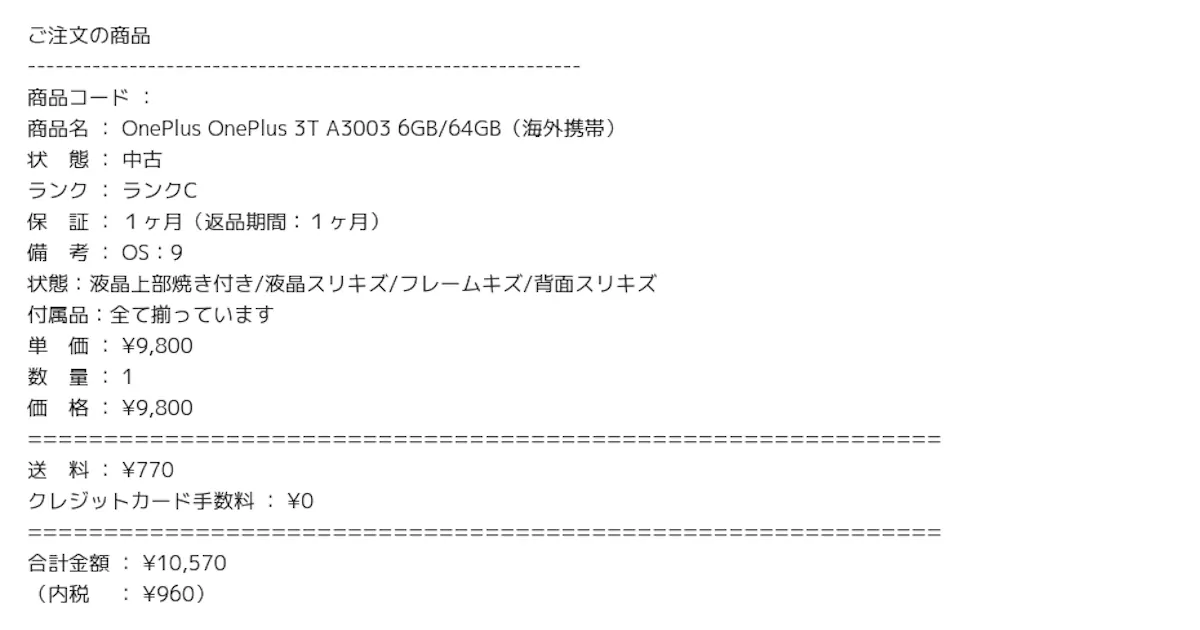 ご注文の商品
------------------------------------------------------------
商品コード ：
商品名 ： OnePlus OnePlus 3T A3003 6GB/64GB（海外携帯）
状　態 ： 中古
ランク ： ランクC
保　証 ： １ヶ月（返品期間：１ヶ月）
備　考 ： OS：9
状態：液晶上部焼き付き/液晶スリキズ/フレームキズ/背面スリキズ
付属品：全て揃っています
単　価 ： ¥9,800
数　量 ： 1
価　格 ： ¥9,800
============================================================
送　料 ： ¥770
クレジットカード手数料 ： ¥0
============================================================
合計金額 ： ¥10,570
（内税　 ： ¥960）